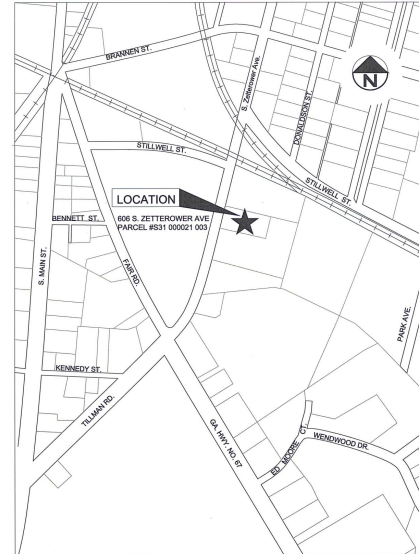 BRANNEN ST.
S. Zetterower Ave.
DONALDSON ST.
N
STILLWELL ST.
STILLWELL ST.
LOCATION
606 S. ZETTEROWER AVE
PARCEL #S31 000021 003
BENNETT ST.
S. MAIN ST.
FAIR RD.
PARK AVE.
KENNEDY ST.
TILLMAN RD.
GA. HWY. NO. 67
ED MOORE CT.
WENDWOOD DR.